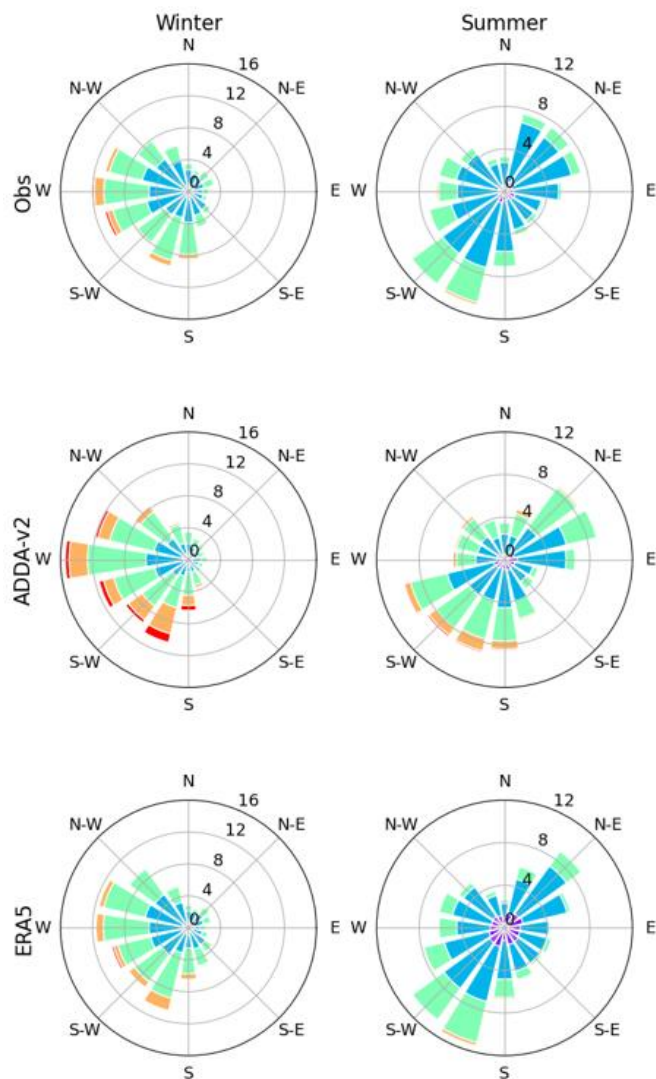 Winter Summer
N N
N-W 16 N-E N-W 12 N-E
12
8 8
4 4
Obs W 0 E W 0 E
S-W S-E S-W S-E
S S
N N
N-W 16 N-E N-W 12 N-E
12
8 8
4 4
ADDA-v2 W 0 E W 0 E
S-W S-E S-W S-E
S S
N N
N-W 16 N-E N-W 12 N-E
12
8 8
4 4
ERA5 W 0 E W 0 E
S-W S-E S-W S-E
S S